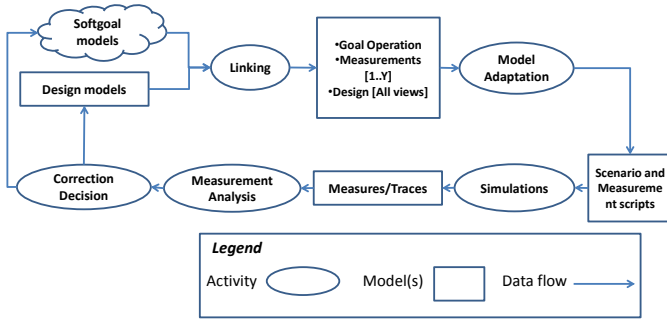 Softgoal
models
Design models
Linking
•Goal Operation
•Measurements
[1..Y]
•Design [All views]
Model
Adaptation
Correction
Decision
Measurement
Analysis
Measures/Traces
Simulations
Scenario and
Measureme
nt scripts
Legend
Activity
Model(s)
Data flow